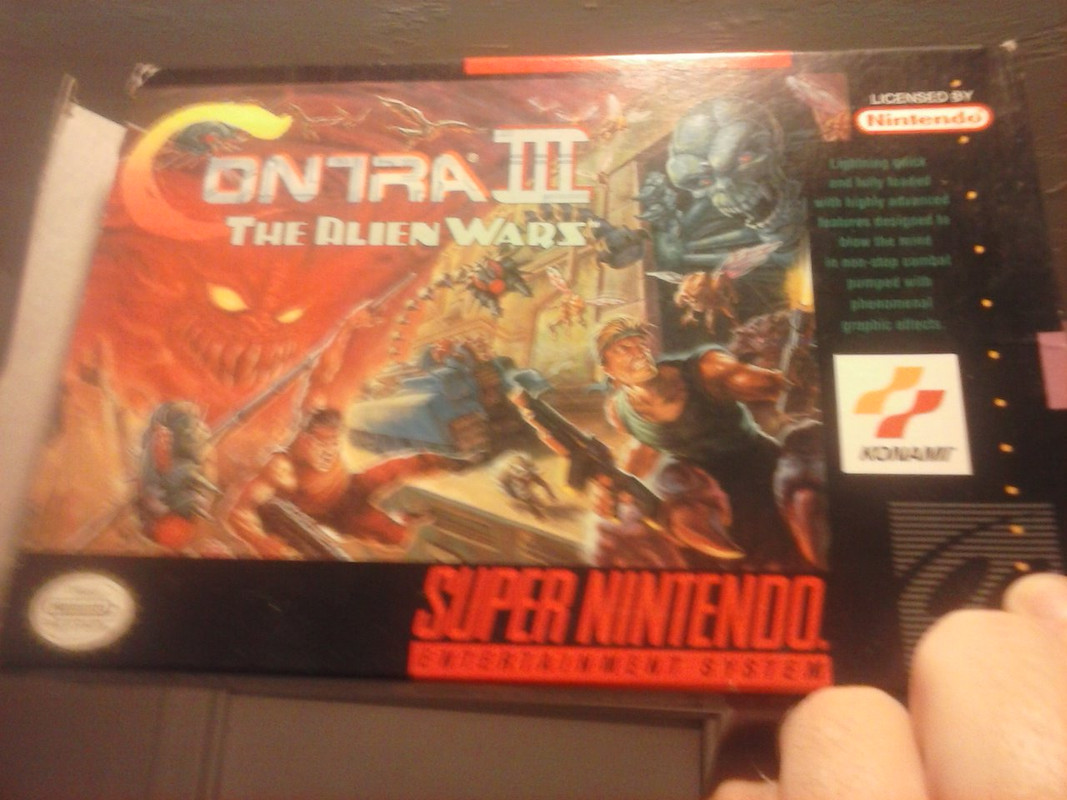 CONTRA III
THE ALIEN WARS™
LICENSED BY
Nintendo
Lightning quick
and fully loaded
with highly advanced
features designed to
blow the mind
in non-stop combat
pumped with
phenomenal
graphic effects.
KONAMI
SUPER NINTENDO
ENTERTAINMENT SYSTEM